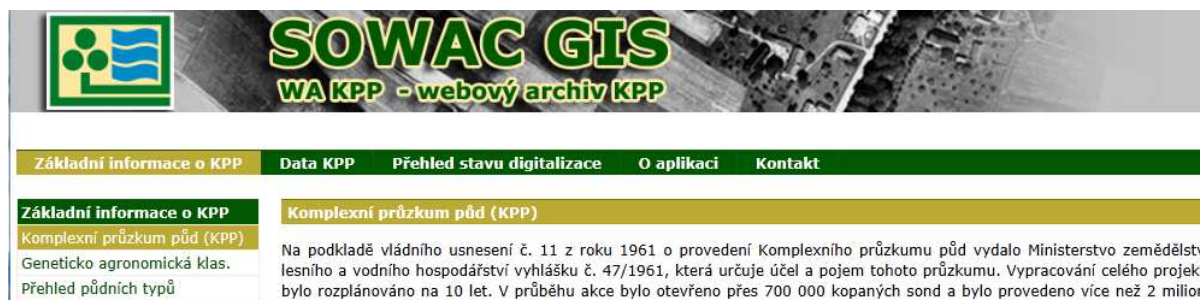 SOWAC GIS
WA KPP - webový archiv KPP
Základní informace o KPP Data KPP Přehled stavu digitalizace O aplikaci Kontakt
Základní informace o KPP
Komplexní průzkum půd (KPP)
Geneticko agronomická klas.
Přehled půdních typů
Komplexní průzkum půd (KPP)
Na podkladě vládního usnesení č. 11 z roku 1961 o provedení Komplexního průzkumu půd vydalo Ministerstvo zemědělstv
lesního a vodního hospodářství vyhlášku č. 47/1961, která určuje účel a pojem tohoto průzkumu. Vypracování celého projek
bylo rozplánováno na 10 let. V průběhu akce bylo otevřeno přes 700 000 kopaných sond a bylo provedeno více než 2 milio